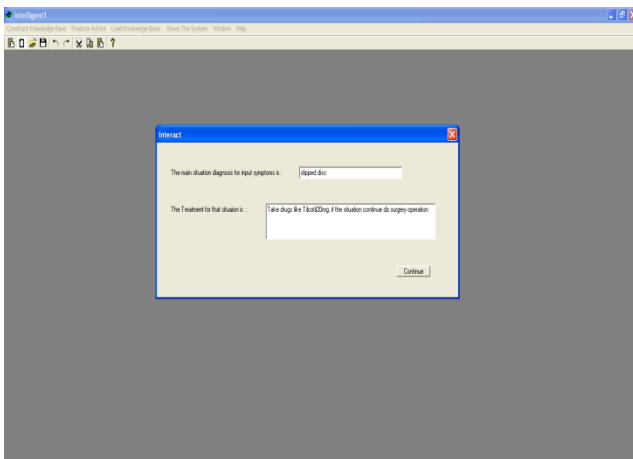 intelligent1
Construct Knowledge Base Produce Advice Load Knolwedge Base Reset The System Window Help
Interact
The main situation diagnosis for input symptoms is : slipped disc
The Treatment for that situaion is : Take drugs like Tilcotil20mg, if the situation continue do surgery operation
Continue